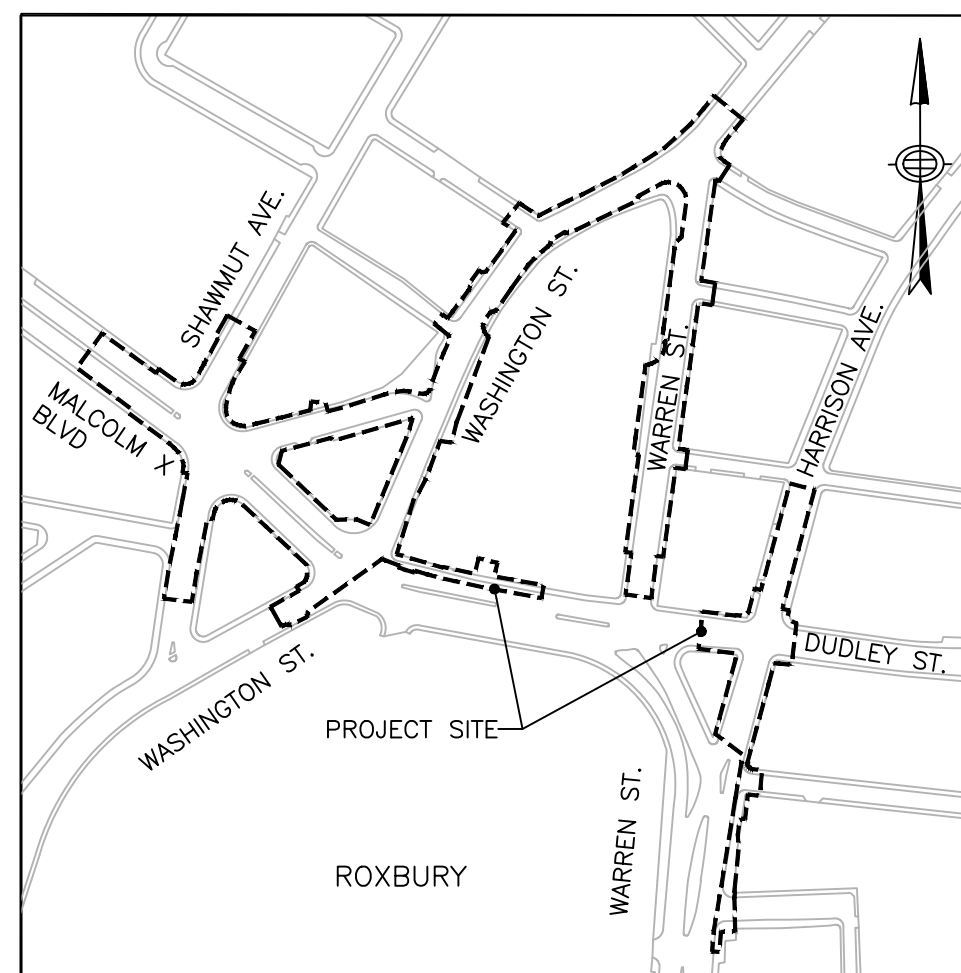 SHAWMUT AVE.
MALCOLM X
BLVD
WASHINGTON ST.
WARREN ST.
HARRISON AVE.
DUDLEY ST.
WASHINGTON ST.
PROJECT SITE
WARREN ST.
ROXBURY